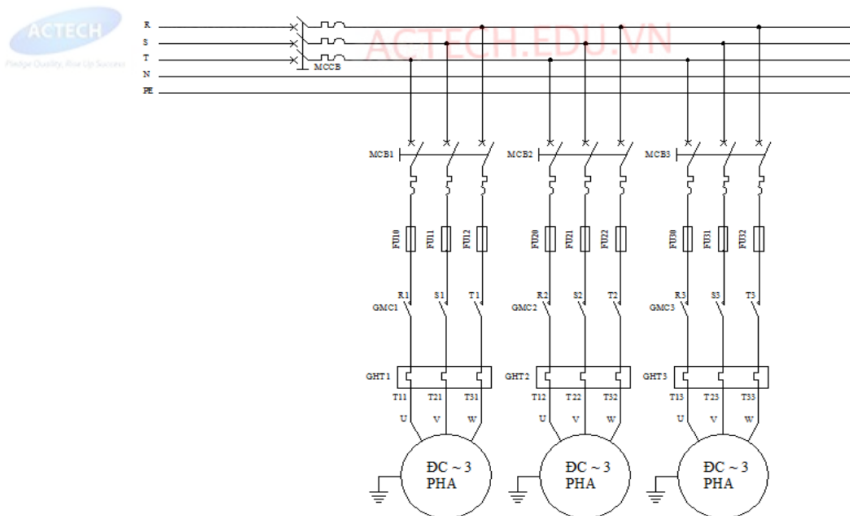 ACTECH
Pledge Quality, Rise Up Success
ACTECH.EDU.VN
R
S
T
N
PE
MCCB
MCB1 MCB2 MCB3
FU10 FU11 FU12 FU20 FU21 FU22 FU30 FU31 FU32
R1 S1 T1 R2 S2 T2 R3 S3 T3
GMC1 GMC2 GMC3
GHT1 GHT2 GHT3
T11 T21 T31 T12 T22 T32 T13 T23 T33
U V W U V W U V W
ĐC ~ 3 ĐC ~ 3 ĐC ~ 3
PHA PHA PHA